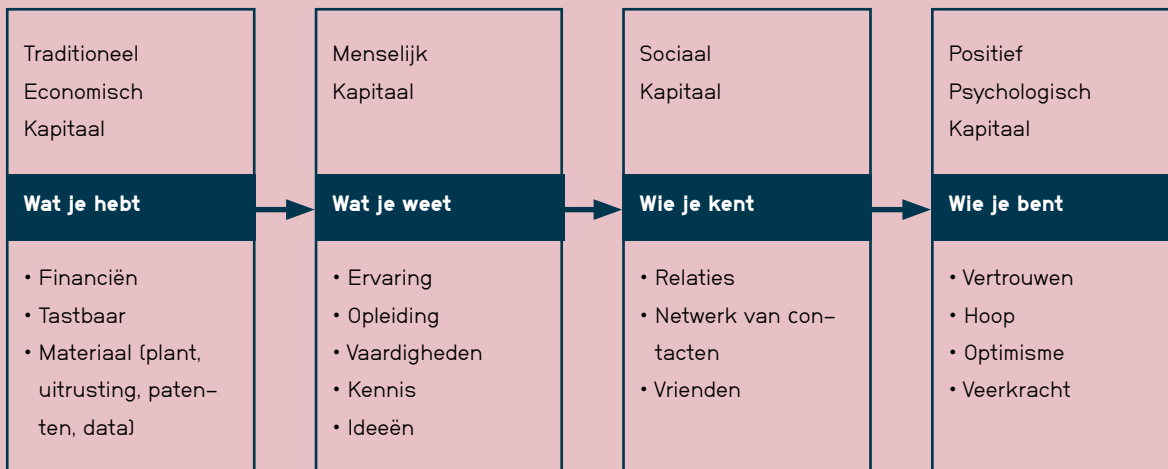 Traditioneel
Economisch
Kapitaal
Wat je hebt
• Financiën
• Tastbaar
• Materiaal (plant,
uitrusting, paten–
ten, data)
Menselijk
Kapitaal
Wat je weet
• Ervaring
• Opleiding
• Vaardigheden
• Kennis
• Ideeën
Sociaal
Kapitaal
Wie je kent
• Relaties
• Netwerk van con–
tacten
• Vrienden
Positief
Psychologisch
Kapitaal
Wie je bent
• Vertrouwen
• Hoop
• Optimisme
• Veerkracht